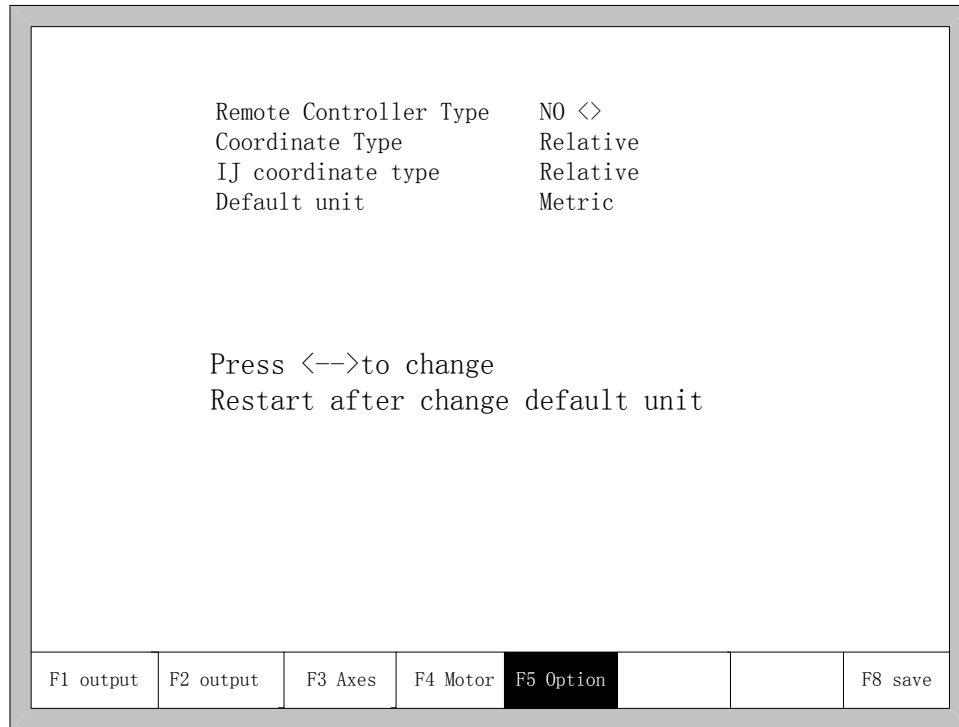 Remote Controller Type NO <>
Coordinate Type Relative
IJ coordinate type Relative
Default unit Metric
Press <-->to change
Restart after change default unit
F1 output F2 output F3 Axes F4 Motor F5 Option F8 save